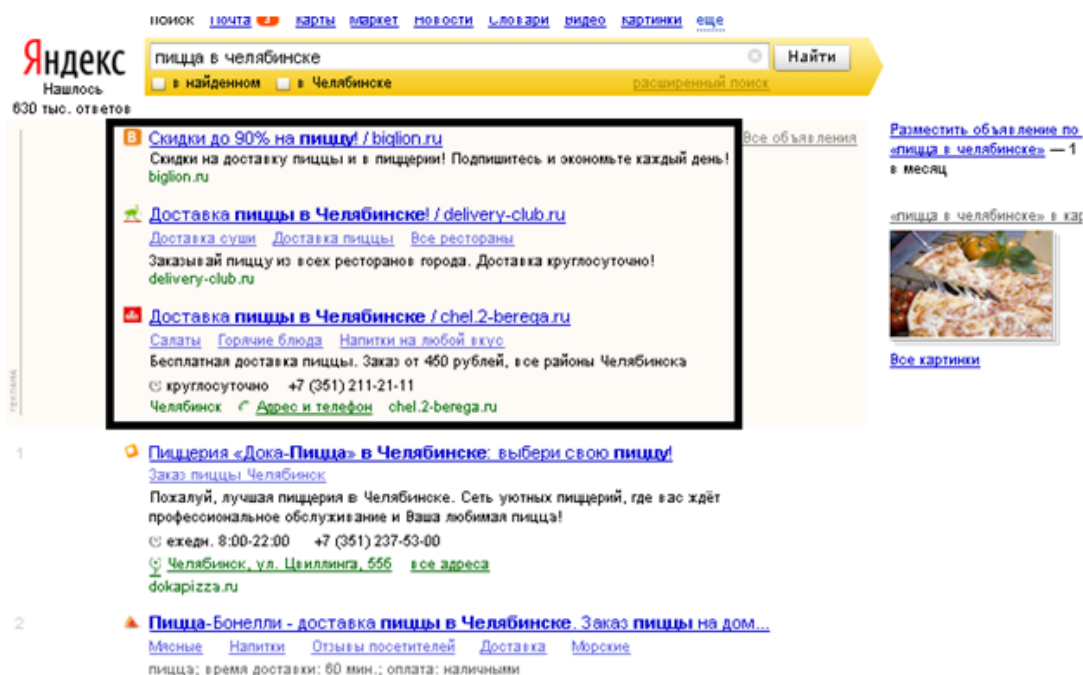 Поиск Почта 3 Карты Маркет Новости Словари Видео Картинки ещё
Яндекс
пицца в челябинске
Найти
в найденном в Челябинске расширенный поиск
Нашлось
630 тыс. ответов
B Скидки до 90% на пиццу! / biglion.ru
Все объявления
Скидки на доставку пиццы и в пиццерии! Подпишитесь и экономьте каждый день!
biglion.ru
Доставка пиццы в Челябинске! / delivery-club.ru
Доставка суши Доставка пиццы Все рестораны
Заказывай пиццу из всех ресторанов города. Доставка круглосуточно!
delivery-club.ru
Доставка пиццы в Челябинске / chel.2-berega.ru
Салаты Горячие блюда Напитки на любой вкус
Бесплатная доставка пиццы. Заказ от 450 рублей, все районы Челябинска
круглосуточно +7 (351) 211-21-11
Челябинск Адрес и телефон chel.2-berega.ru
реклама
1 Пиццерия «Дока-Пицца» в Челябинске: выбери свою пиццу!
Заказ пиццы Челябинск
Пожалуй, лучшая пиццерия в Челябинске. Сеть уютных пиццерий, где вас ждёт
профессиональное обслуживание и Ваша любимая пицца!
ежедн. 8:00-22:00 +7 (351) 237-53-00
Челябинск, ул. Цвиллинга, 55б все адреса
dokapizza.ru
2 Пицца-Бонелли - доставка пиццы в Челябинске. Заказ пиццы на дом...
Мясные Напитки Отзывы посетителей Доставка Морские
пицца; время доставки: 60 мин.; оплата: наличными
Разместить объявление по
«пицца в челябинске» — 1
в месяц
«пицца в челябинске» в кар
Все картинки